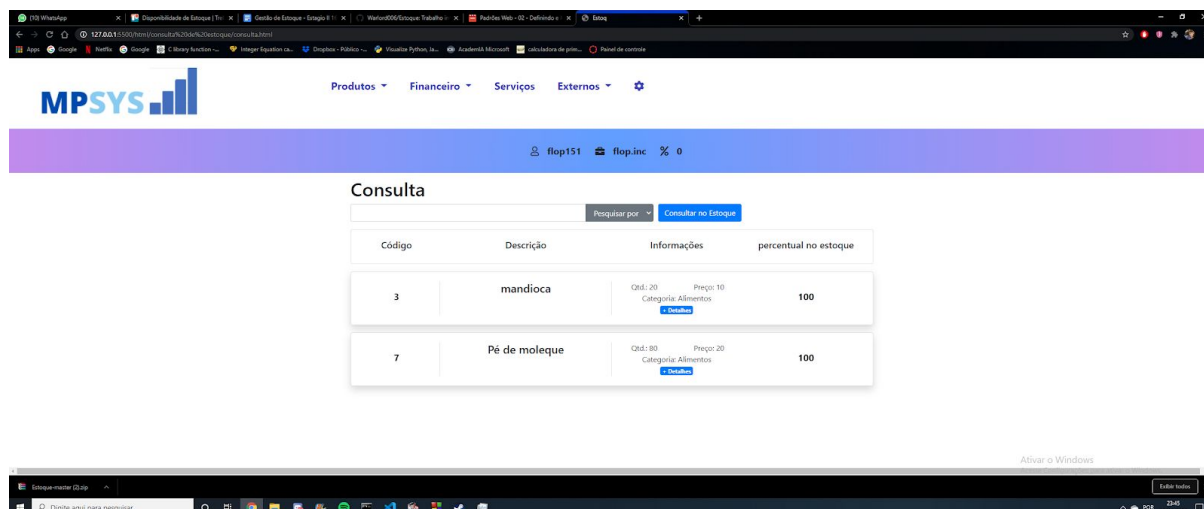 (10) WhatsApp
Disponibilidade de Estoque | Tre
Gestão de Estoque - Estagio II 1
Warlord006/Estoque: Trabalho
Padrões Web - 02 - Definindo e
Estoq
127.0.0.1:5500/html/consulta%20de%20estoque/consulta.html
Apps Google Netflix Google C library function -... Integer Equation ca... Dropbox - Público -... Visualize Python, Ja... AcademIA Microsoft calculadora de prim... Painel de controle
MPSYS
Produtos Financeiro Serviços Externos
flop151 flop.inc % 0
Consulta
Pesquisar por Consultar no Estoque
Código Descrição Informações percentual no estoque
3 mandioca Qtd.: 20 Preço: 10
Categoria: Alimentos
+ Detalhes
100
7 Pé de moleque Qtd.: 80 Preço: 20
Categoria: Alimentos
+ Detalhes
100
Ativar o Windows
Estoque-master (2).zip
Exibir todos
Digite aqui para pesquisar
POR
23:45